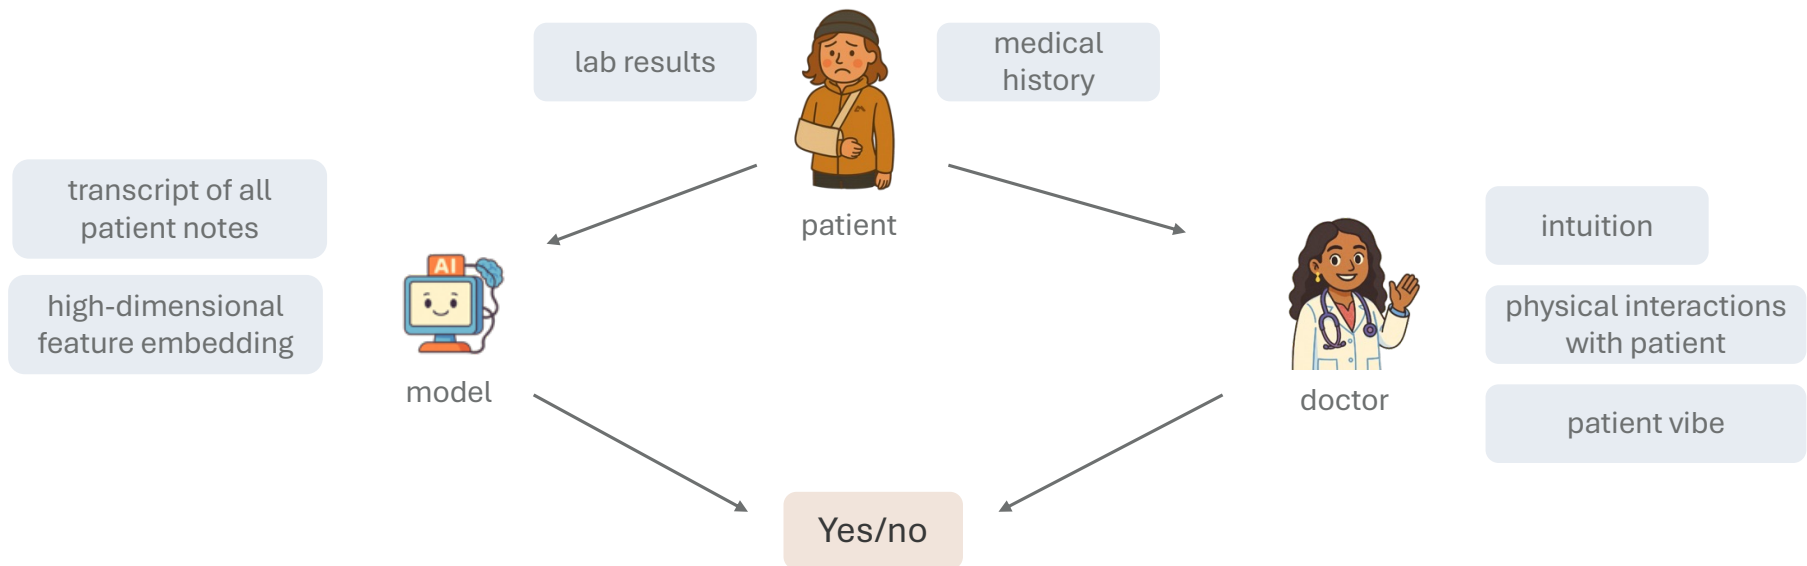 lab results
medical
history
patient
transcript of all
patient notes
high-dimensional
feature embedding
AI
model
intuition
physical interactions
with patient
patient vibe
doctor
Yes/no